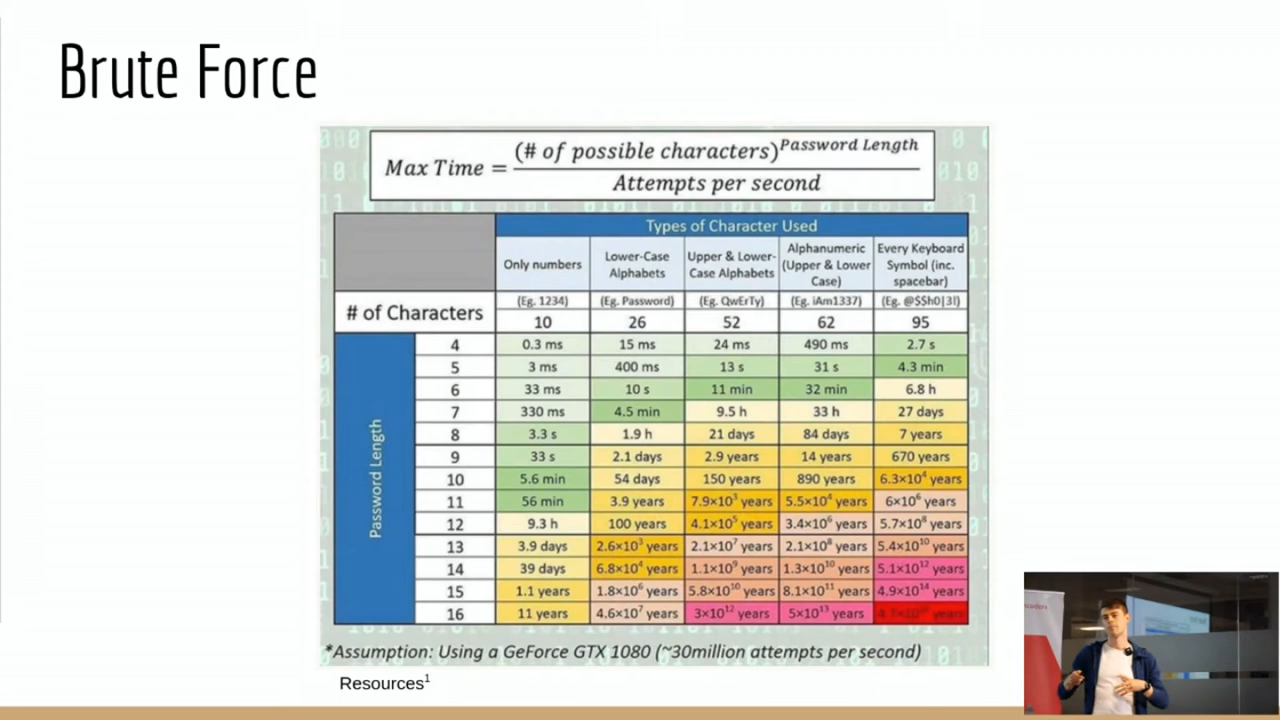 Brute Force
Max Time = (# of possible characters)^Password Length / Attempts per second
Types of Character Used
Only numbers Lower-Case Alphabets Upper & Lower-Case Alphabets Alphanumeric (Upper & Lower Case) Every Keyboard Symbol (inc. spacebar)
# of Characters
(Eg. 1234) (Eg. Password) (Eg. QwErTy) (Eg. iAm1337) (Eg. @$$h0|3!)
10 26 52 62 95
Password Length
4 0.3 ms 15 ms 24 ms 490 ms 2.7 s
5 3 ms 400 ms 13 s 31 s 4.3 min
6 33 ms 10 s 11 min 32 min 6.8 h
7 330 ms 4.5 min 9.5 h 33 h 27 days
8 3.3 s 1.9 h 21 days 84 days 7 years
9 33 s 2.1 days 2.9 years 14 years 670 years
10 5.6 min 54 days 150 years 890 years 6.3×10⁴ years
11 56 min 3.9 years 7.9×10³ years 5.5×10⁴ years 6×10⁶ years
12 9.3 h 100 years 4.1×10⁵ years 3.4×10⁶ years 5.7×10⁸ years
13 3.9 days 2.6×10³ years 2.1×10⁷ years 2.1×10⁸ years 5.4×10¹⁰ years
14 39 days 6.8×10⁴ years 1.1×10⁹ years 1.3×10¹⁰ years 5.1×10¹² years
15 1.1 years 1.8×10⁶ years 5.8×10¹⁰ years 8.1×10¹¹ years 4.9×10¹⁴ years
16 11 years 4.6×10⁷ years 3×10¹² years 5×10¹³ years
*Assumption: Using a GeForce GTX 1080 (~30million attempts per second)
Resources¹